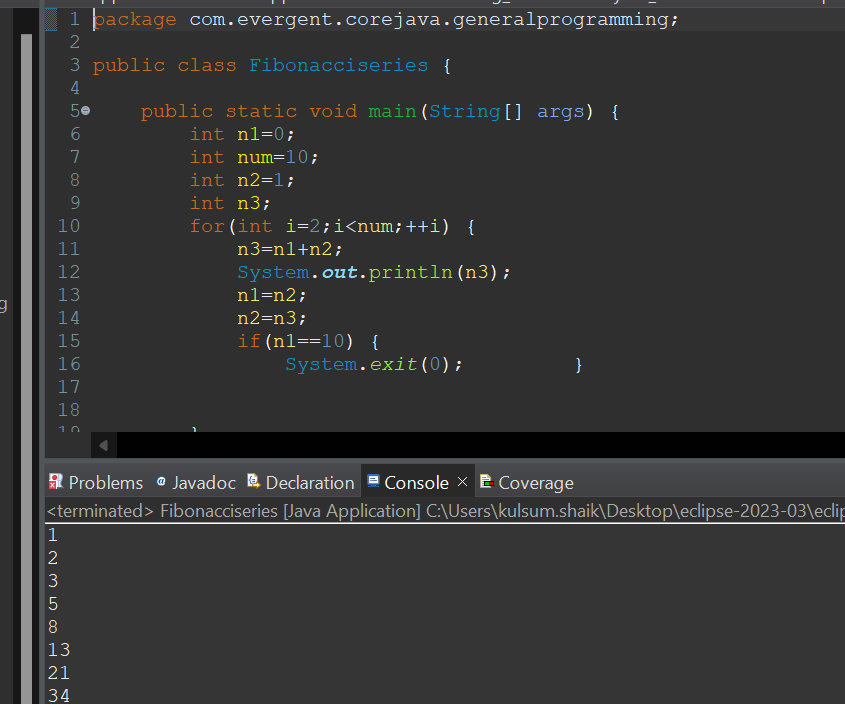 1 package com.evergent.corejava.generalprogramming;
2
3 public class Fibonacciseries {
4
5 public static void main(String[] args) {
6 int n1=0;
7 int num=10;
8 int n2=1;
9 int n3;
10 for(int i=2;i<num;++i) {
11 n3=n1+n2;
12 System.out.println(n3);
13 n1=n2;
14 n2=n3;
15 if(n1==10) {
16 System.exit(0); }
17
18
19 }
g
Problems Javadoc Declaration Console Coverage
<terminated> Fibonacciseries [Java Application] C:\Users\kulsum.shaik\Desktop\eclipse-2023-03\eclip
1
2
3
5
8
13
21
34